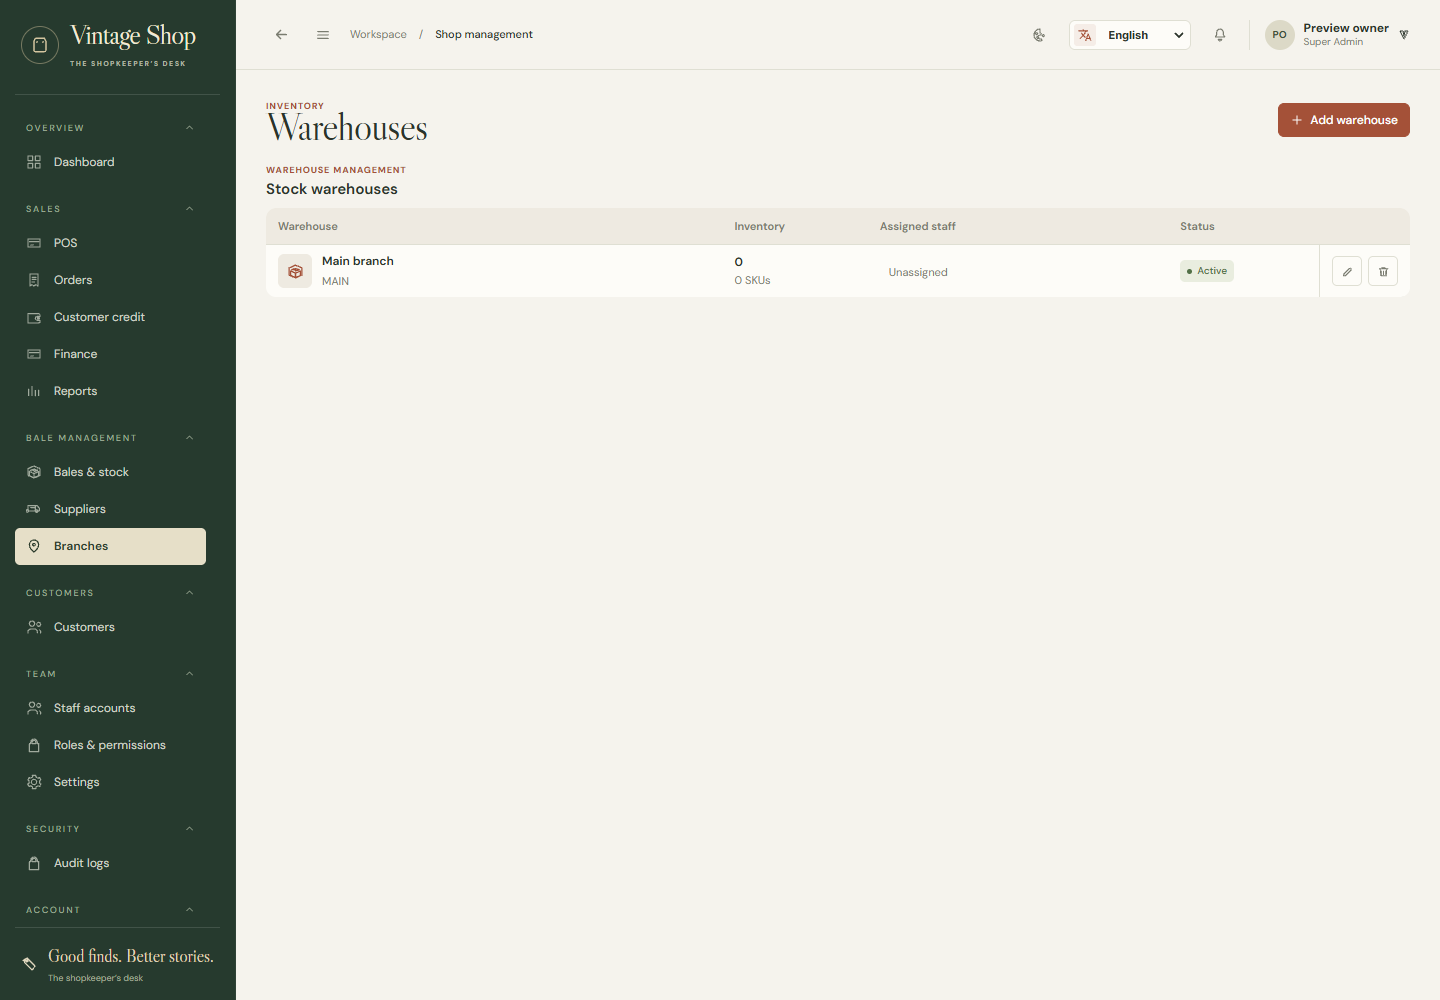 Vintage Shop
THE SHOPKEEPER'S DESK
OVERVIEW
Dashboard
SALES
POS
Orders
Customer credit
Finance
Reports
BALE MANAGEMENT
Bales & stock
Suppliers
Branches
CUSTOMERS
Customers
TEAM
Staff accounts
Roles & permissions
Settings
SECURITY
Audit logs
ACCOUNT
Good finds. Better stories.
The shopkeeper's desk
Workspace / Shop management
English
PO
Preview owner
Super Admin
INVENTORY
Warehouses
Add warehouse
WAREHOUSE MANAGEMENT
Stock warehouses
Warehouse Inventory Assigned staff Status
Main branch
MAIN
0
0 SKUs
Unassigned
Active